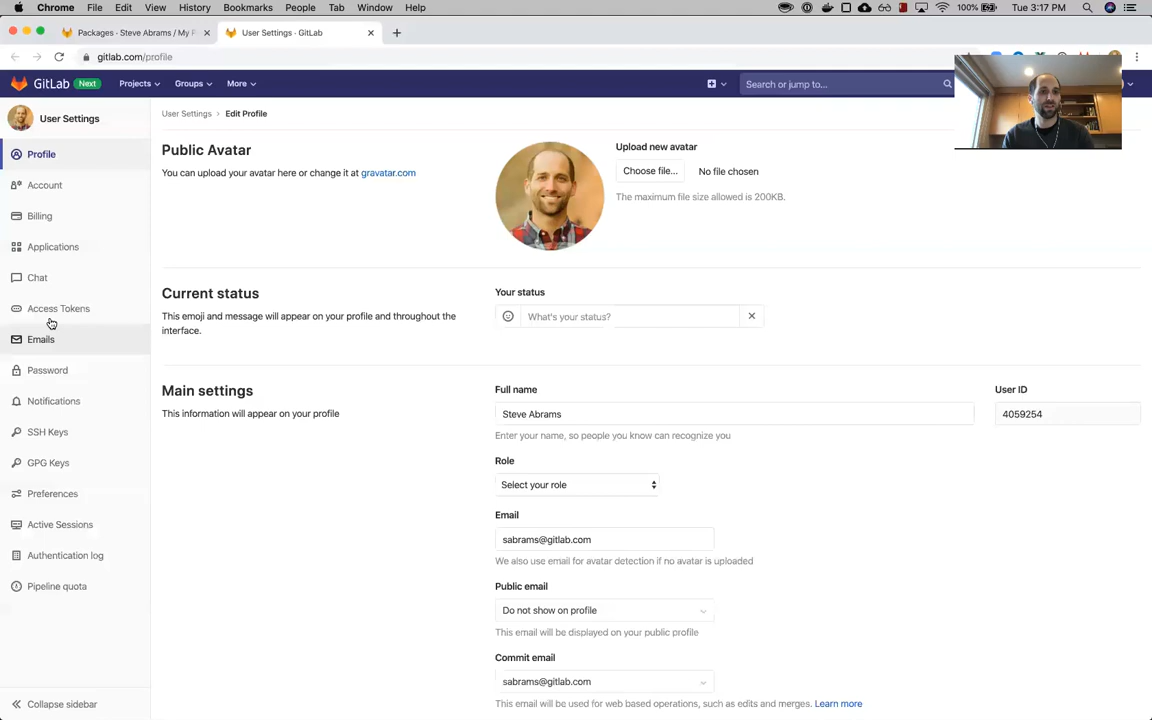 Chrome File Edit View History Bookmarks People Tab Window Help 100% Tue 3:17 PM
Packages · Steve Abrams / My P
User Settings · GitLab
gitlab.com/profile
GitLab Next Projects Groups More Search or jump to...
User Settings
Profile
Account
Billing
Applications
Chat
Access Tokens
Emails
Password
Notifications
SSH Keys
GPG Keys
Preferences
Active Sessions
Authentication log
Pipeline quota
Collapse sidebar
User Settings > Edit Profile
Public Avatar
You can upload your avatar here or change it at gravatar.com
Upload new avatar
Choose file... No file chosen
The maximum file size allowed is 200KB.
Current status
This emoji and message will appear on your profile and throughout the
interface.
Your status
What's your status?
Main settings
This information will appear on your profile
Full name
Steve Abrams
Enter your name, so people you know can recognize you
User ID
4059254
Role
Select your role
Email
sabrams@gitlab.com
We also use email for avatar detection if no avatar is uploaded
Public email
Do not show on profile
This email will be displayed on your public profile
Commit email
sabrams@gitlab.com
This email will be used for web based operations, such as edits and merges. Learn more